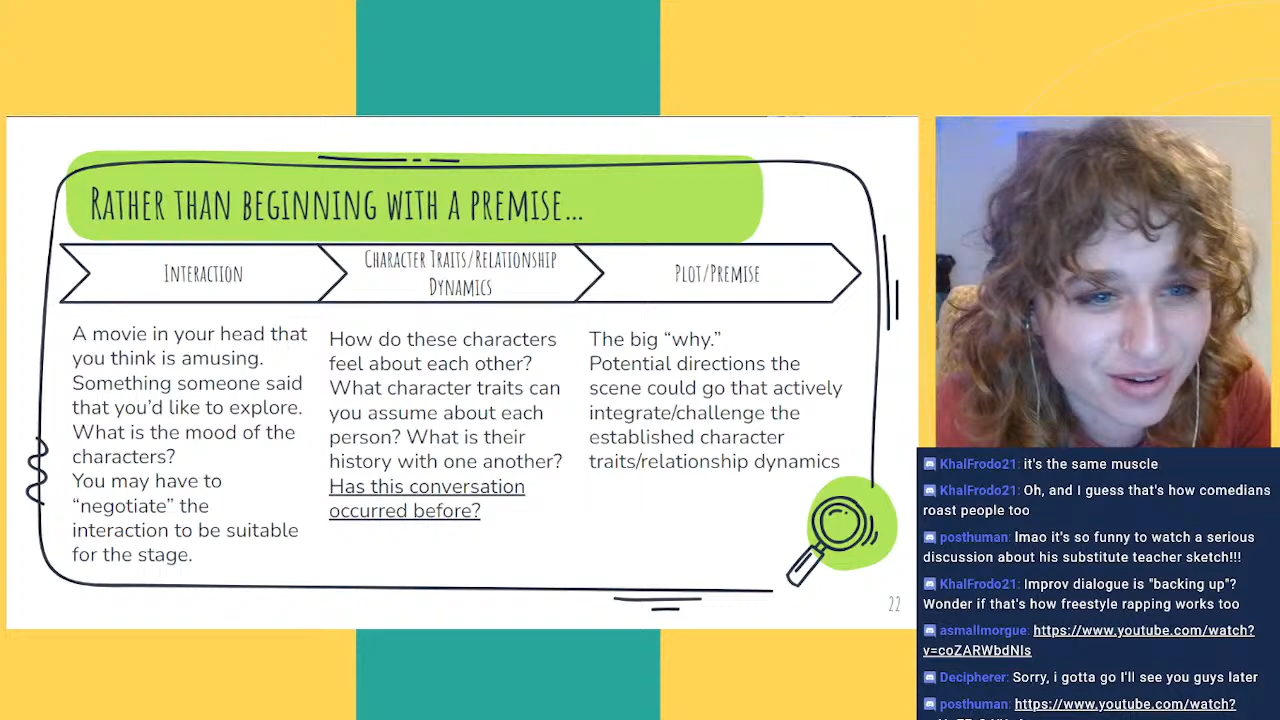 RATHER THAN BEGINNING WITH A PREMISE...
INTERACTION
CHARACTER TRAITS/RELATIONSHIP
DYNAMICS
PLOT/PREMISE
A movie in your head that
you think is amusing.
Something someone said
that you'd like to explore.
What is the mood of the
characters?
You may have to
“negotiate” the
interaction to be suitable
for the stage.
How do these characters
feel about each other?
What character traits can
you assume about each
person? What is their
history with one another?
Has this conversation
occurred before?
The big “why.”
Potential directions the
scene could go that actively
integrate/challenge the
established character
traits/relationship dynamics
22
KhalFrodo21: it's the same muscle
KhalFrodo21: Oh, and I guess that's how comedians
roast people too
posthuman: lmao it's so funny to watch a serious
discussion about his substitute teacher sketch!!!
KhalFrodo21: Improv dialogue is "backing up"?
Wonder if that's how freestyle rapping works too
asmallmorgue: https://www.youtube.com/watch?
v=coZARWbdNIs
Decipherer: Sorry, i gotta go I'll see you guys later
posthuman: https://www.youtube.com/watch?